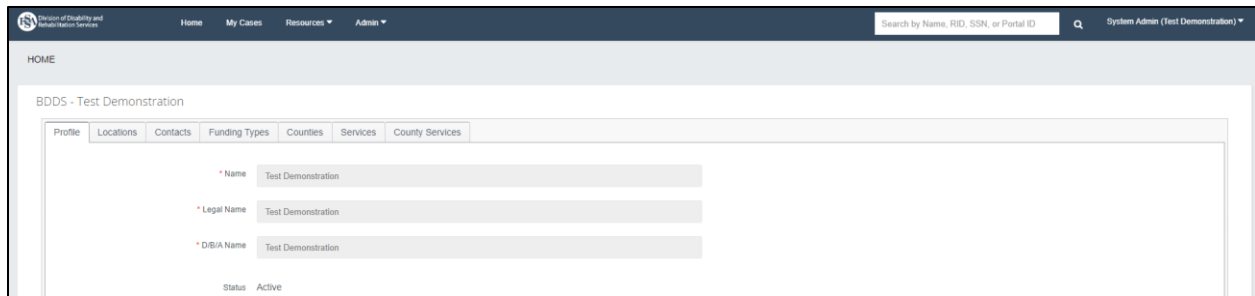 FSSA Division of Disability and
Rehabilitation Services
Home My Cases Resources Admin
Search by Name, RID, SSN, or Portal ID
System Admin (Test Demonstration)
HOME
BDDS - Test Demonstration
Profile Locations Contacts Funding Types Counties Services County Services
* Name Test Demonstration
* Legal Name Test Demonstration
* D/B/A Name Test Demonstration
Status Active